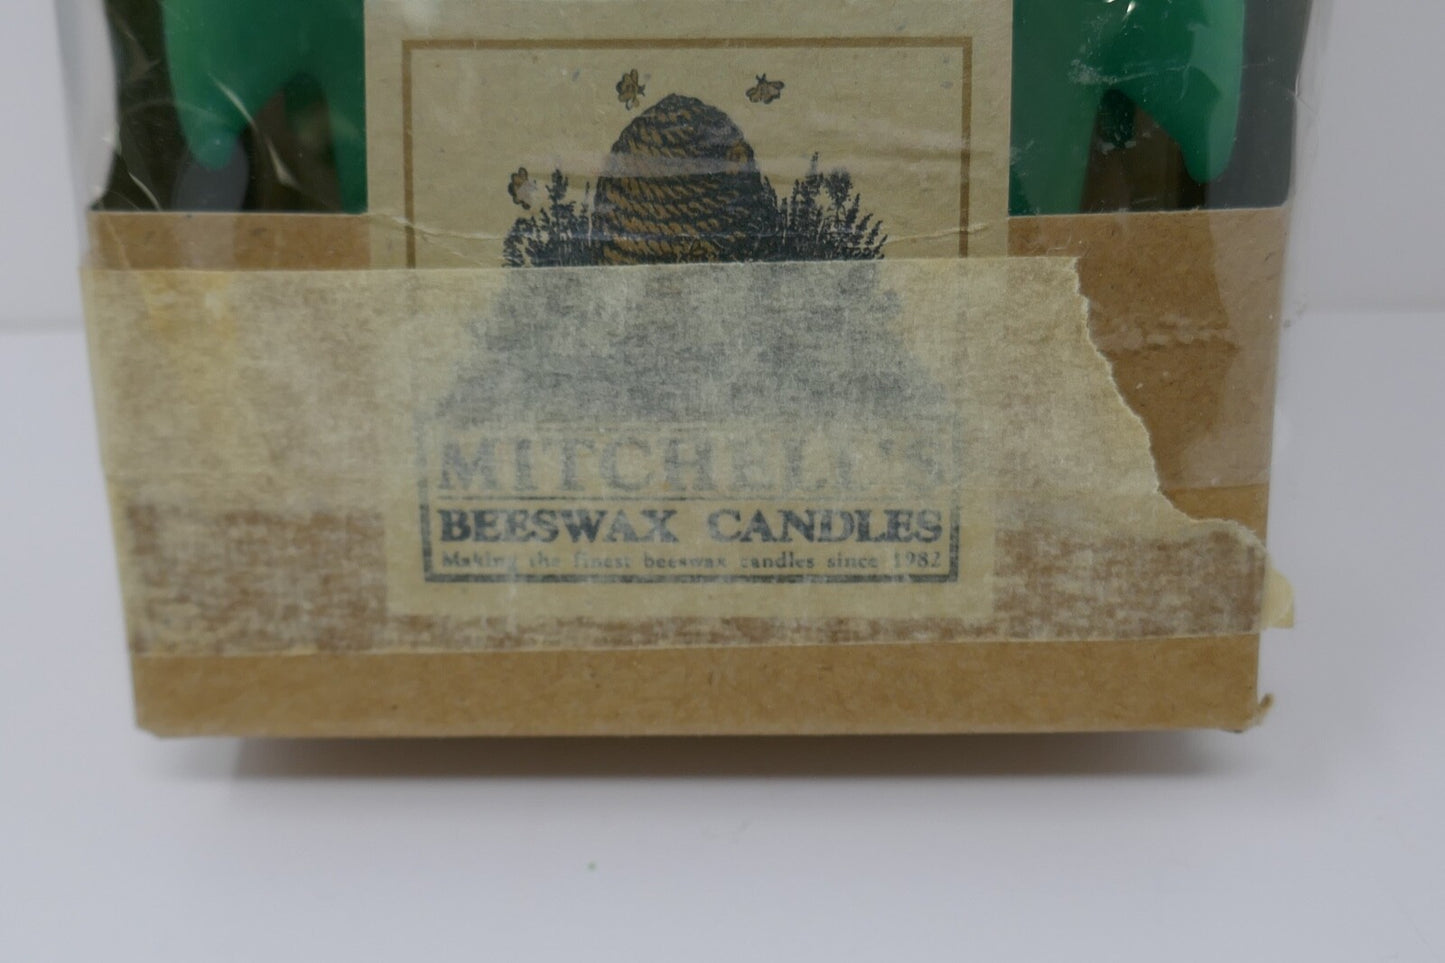 MITCHELL'S
BEESWAX CANDLES
Making the finest beeswax candles since 1982